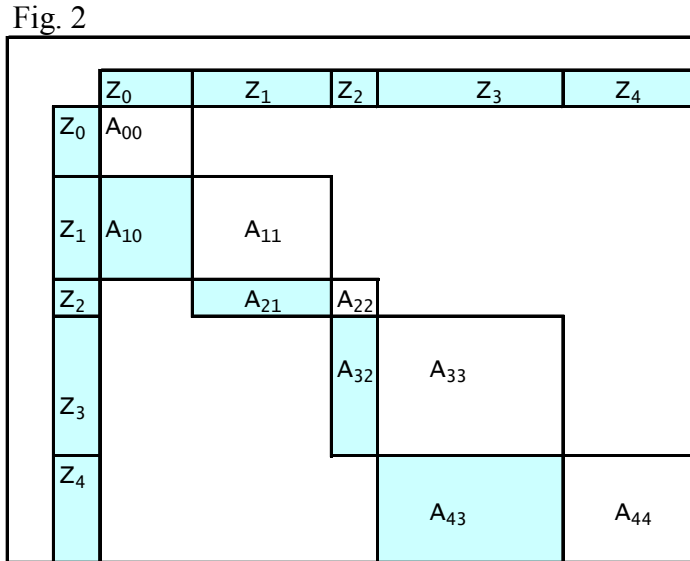 Fig. 2
Z₀ Z₁ Z₂ Z₃ Z₄
Z₀ A₀₀
Z₁ A₁₀ A₁₁
Z₂ A₂₁ A₂₂
Z₃ A₃₂ A₃₃
Z₄ A₄₃ A₄₄